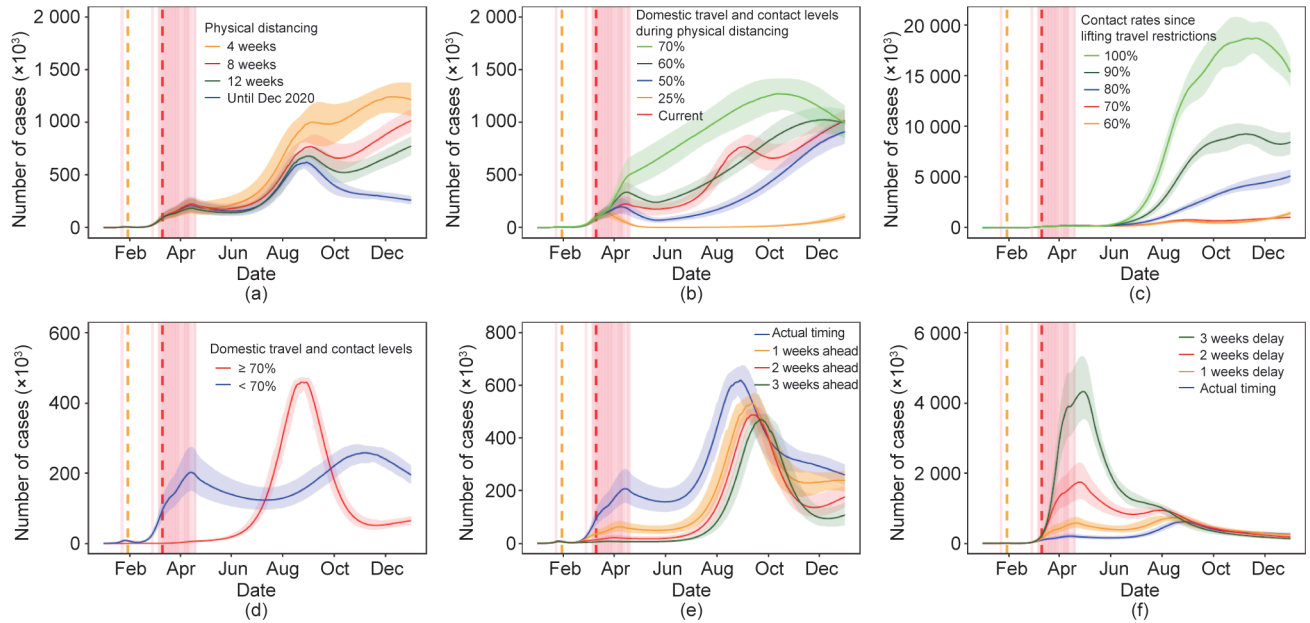 Number of cases (×10³)
2 000
1 500
1 000
500
0
Physical distancing
4 weeks
8 weeks
12 weeks
Until Dec 2020
Feb Apr Jun Aug Oct Dec
Date
(a)
Number of cases (×10³)
2 000
1 500
1 000
500
0
Domestic travel and contact levels
during physical distancing
70%
60%
50%
25%
Current
Feb Apr Jun Aug Oct Dec
Date
(b)
Number of cases (×10³)
20 000
15 000
10 000
5 000
0
Contact rates since
lifting travel restrictions
100%
90%
80%
70%
60%
Feb Apr Jun Aug Oct Dec
Date
(c)
Number of cases (×10³)
600
400
200
0
Domestic travel and contact levels
≥ 70%
< 70%
Feb Apr Jun Aug Oct Dec
Date
(d)
Number of cases (×10³)
800
600
400
200
0
Actual timing
1 weeks ahead
2 weeks ahead
3 weeks ahead
Feb Apr Jun Aug Oct Dec
Date
(e)
Number of cases (×10³)
6 000
4 000
2 000
0
3 weeks delay
2 weeks delay
1 weeks delay
Actual timing
Feb Apr Jun Aug Oct Dec
Date
(f)